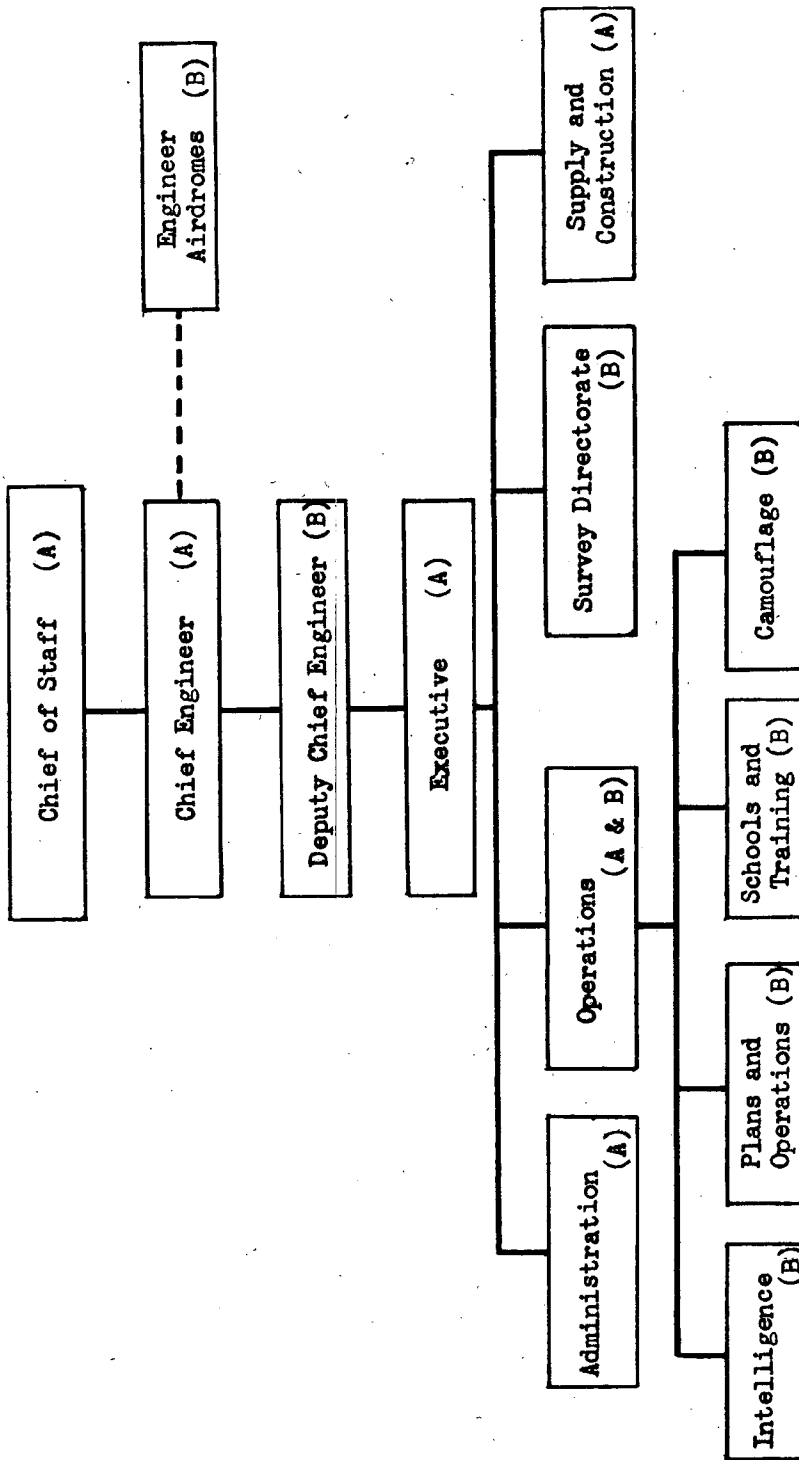 Chief of Staff (A)
Chief Engineer (A)
Engineer
Airdromes (B)
Deputy Chief Engineer (B)
Executive (A)
Administration
(A)
Operations
(A & B)
Survey Directorate
(B)
Supply and
Construction (A)
Intelligence
(B)
Plans and
Operations (B)
Schools and
Training (B)
Camouflage (B)